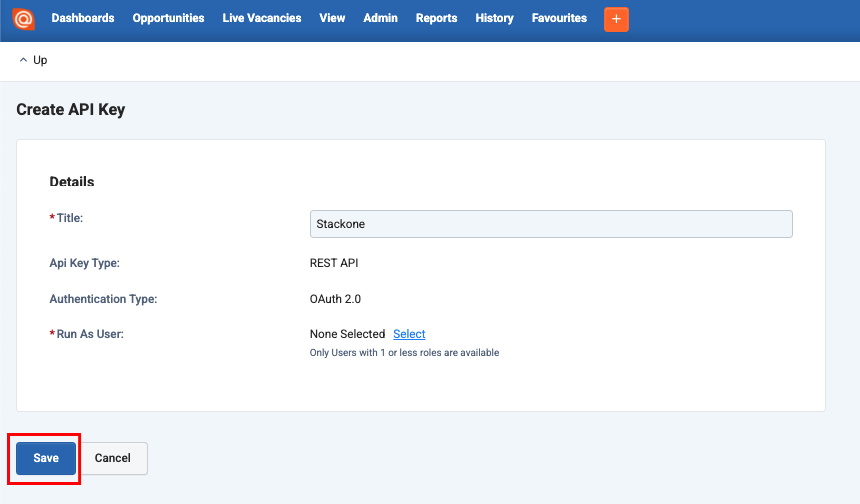 Dashboards Opportunities Live Vacancies View Admin Reports History Favourites +
Up
Create API Key
Details
* Title: Stackone
Api Key Type: REST API
Authentication Type: OAuth 2.0
* Run As User: None Selected Select
Only Users with 1 or less roles are available
Save Cancel